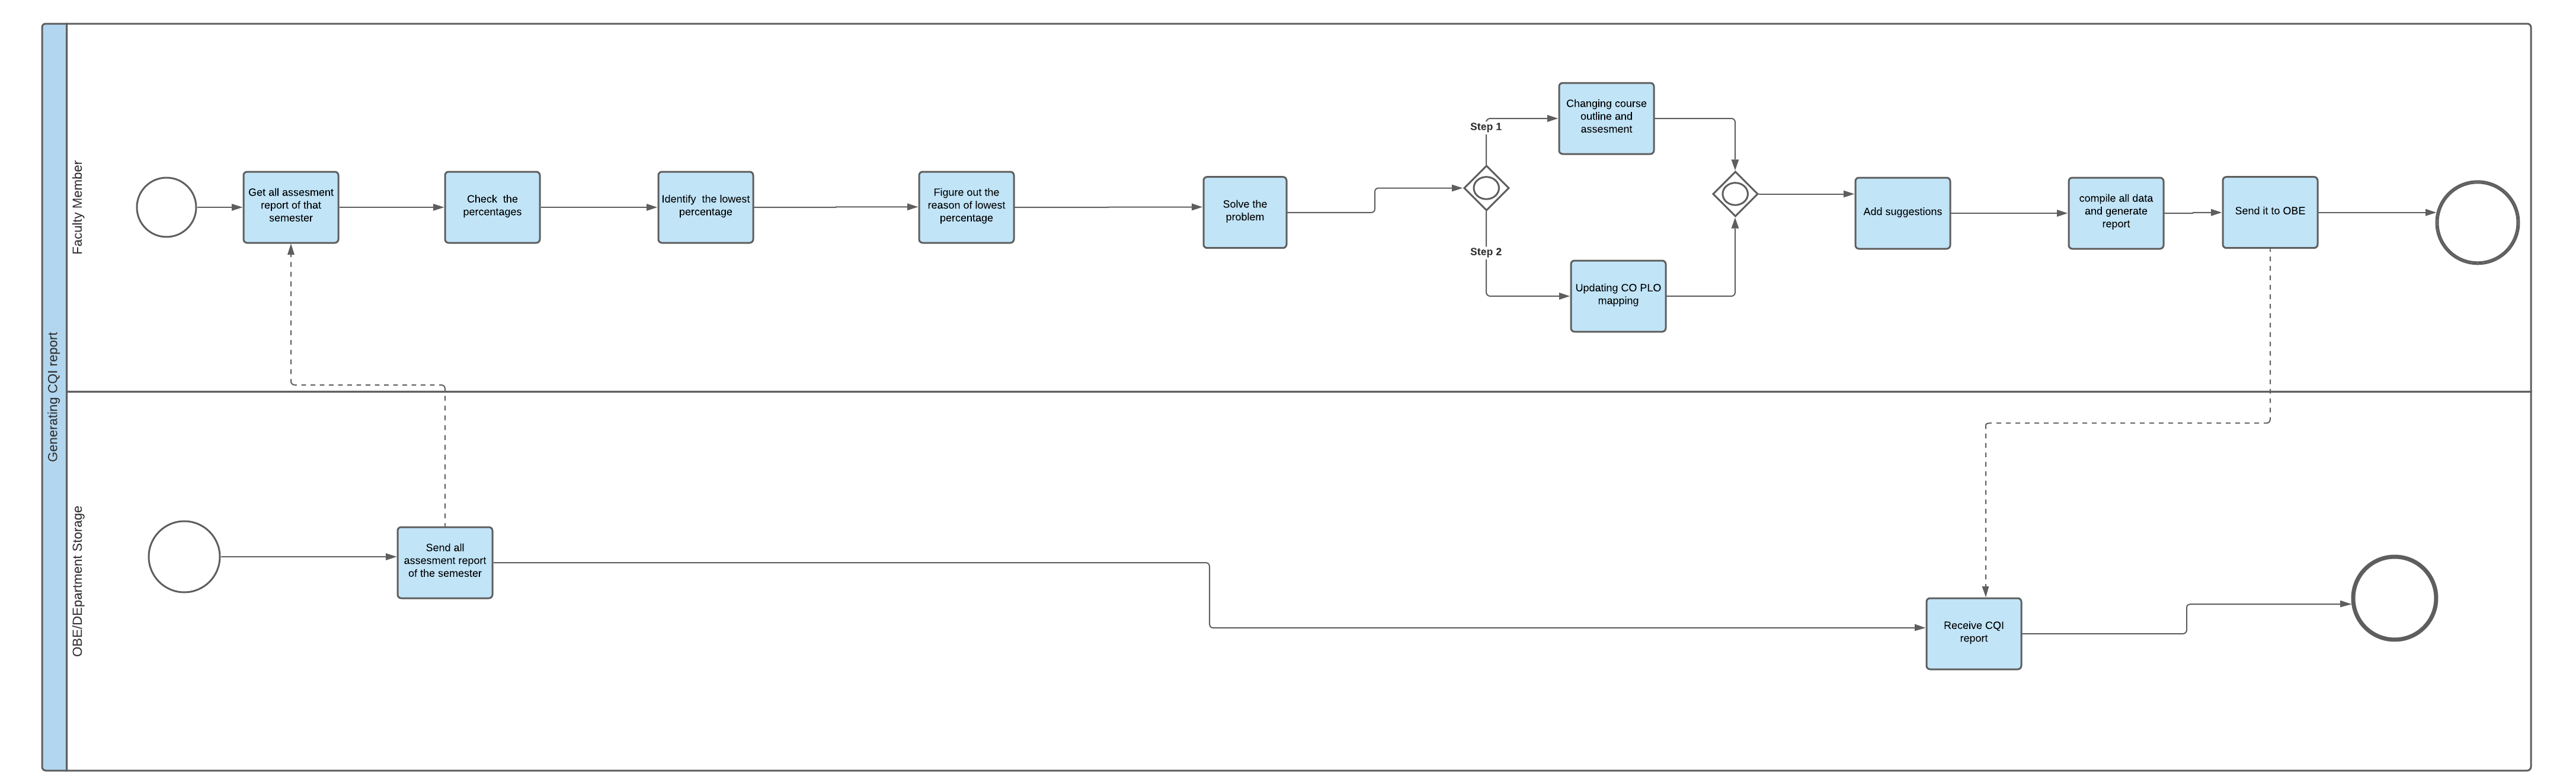 Generating CQI report
Faculty Member
Get all assesment
report of that
semester
Check the
percentages
Identify the lowest
percentage
Figure out the
reason of lowest
percentage
Solve the
problem
Step 1
Changing course
outline and
assesment
Step 2
Updating CO PLO
mapping
Add suggestions
compile all data
and generate
report
Send it to OBE
OBE/DEpartment Storage
Send all
assesment report
of the semester
Receive CQI
report